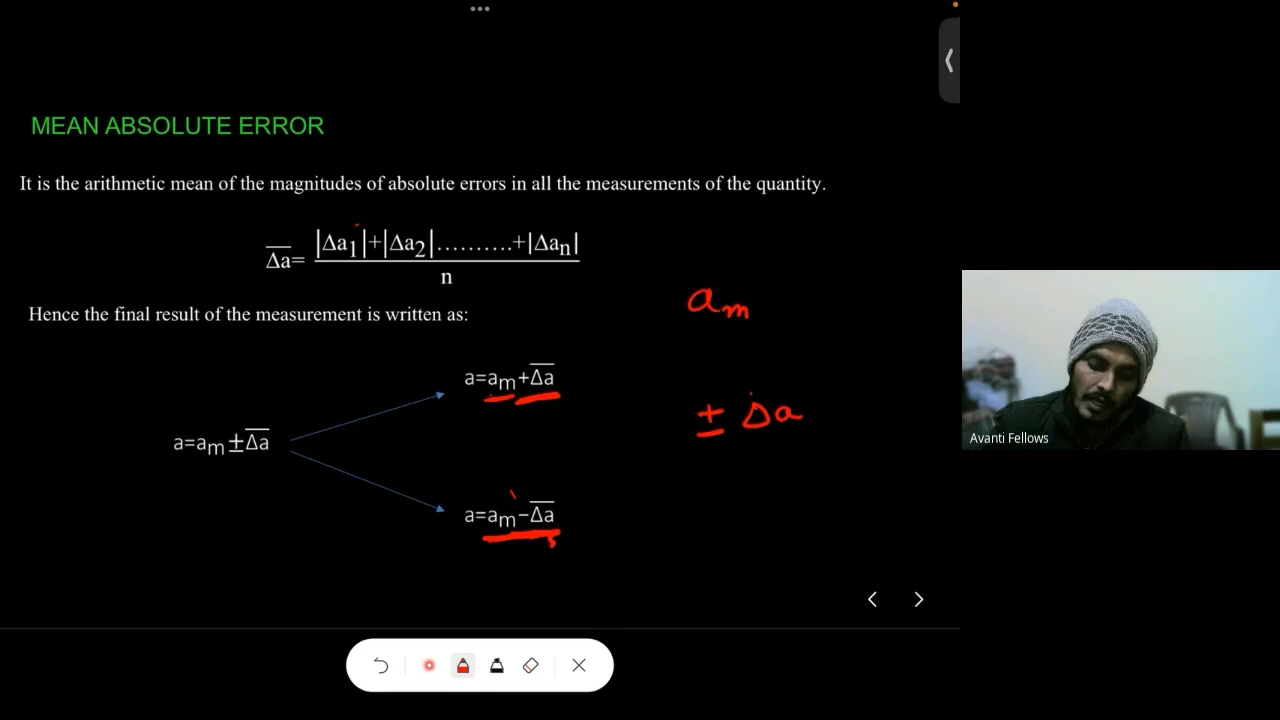 MEAN ABSOLUTE ERROR
It is the arithmetic mean of the magnitudes of absolute errors in all the measurements of the quantity.
Δa̅= |Δa₁|+|Δa₂|..........+|Δaₙ|
n
Hence the final result of the measurement is written as:
aₘ
a=aₘ+Δa̅
± Δa
a=aₘ±Δa̅
a=aₘ−Δa̅
Avanti Fellows